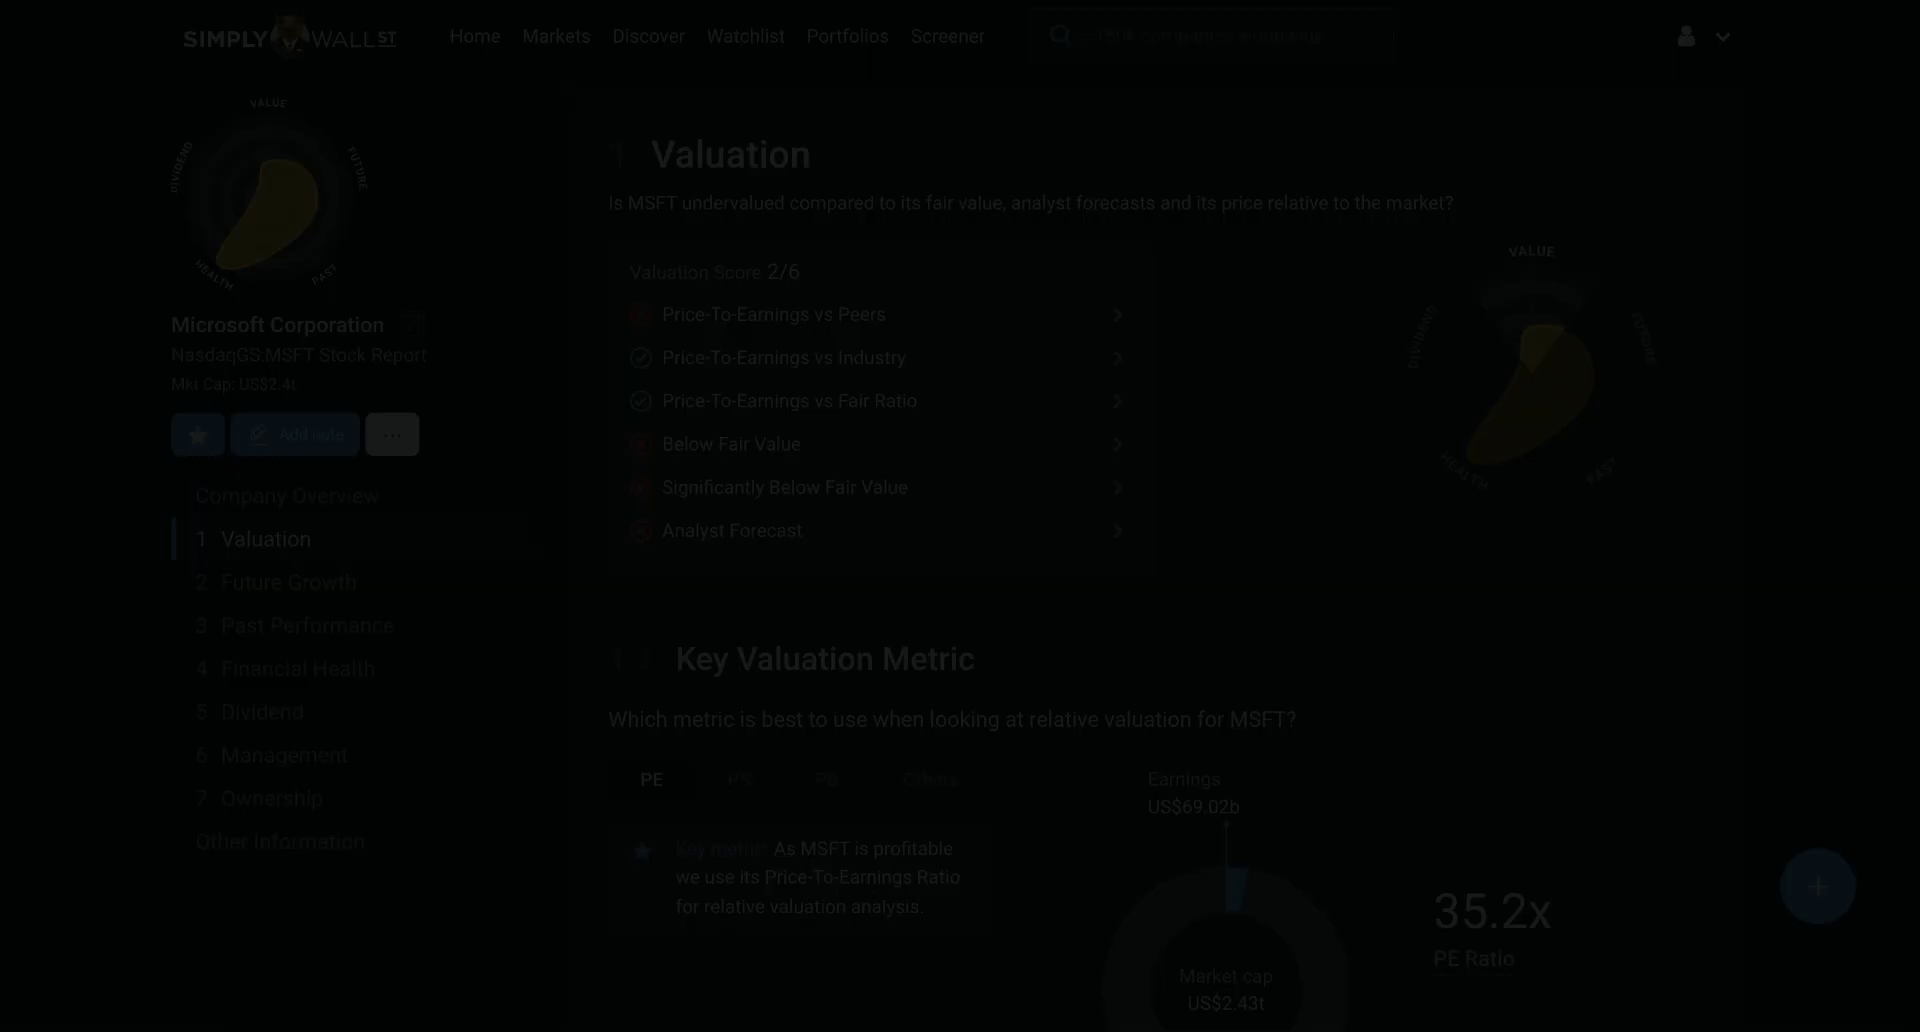 SIMPLY WALL ST
Home Markets Discover Watchlist Portfolios Screener
VALUE
FUTURE
PAST
HEALTH
DIVIDEND
Microsoft Corporation
NasdaqGS:MSFT Stock Report
Mkt Cap: US$2.4t
Add note
...
Company Overview
1 Valuation
2 Future Growth
3 Past Performance
4 Financial Health
5 Dividend
6 Management
7 Ownership
Other Information
1 Valuation
Is MSFT undervalued compared to its fair value, analyst forecasts and its price relative to the market?
Valuation Score 2/6
Price-To-Earnings vs Peers
Price-To-Earnings vs Industry
Price-To-Earnings vs Fair Ratio
Below Fair Value
Significantly Below Fair Value
Analyst Forecast
VALUE
FUTURE
PAST
HEALTH
DIVIDEND
Key Valuation Metric
Which metric is best to use when looking at relative valuation for MSFT?
PE PS PB Others
Key metric: As MSFT is profitable
we use its Price-To-Earnings Ratio
for relative valuation analysis.
Earnings
US$69.02b
Market cap
US$2.43t
35.2x
PE Ratio